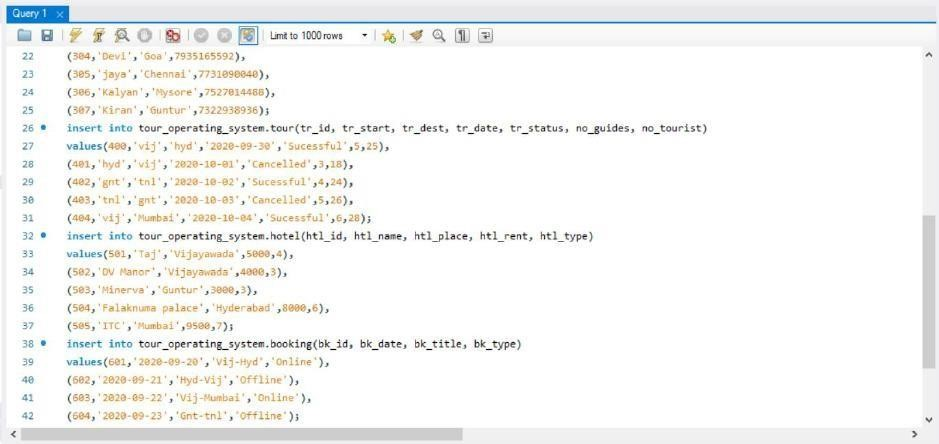 Query 1
Limit to 1000 rows
22 (304,'Devi','Goa',7935165592),
23 (305,'jaya','Chennai',7731090040),
24 (306,'Kalyan','Mysore',7527014488),
25 (307,'Kiran','Guntur',7322938936);
26 insert into tour_operating_system.tour(tr_id, tr_start, tr_dest, tr_date, tr_status, no_guides, no_tourist)
27 values(400,'vij','hyd','2020-09-30','Sucessful',5,25),
28 (401,'hyd','vij','2020-10-01','Cancelled',3,18),
29 (402,'gnt','tnl','2020-10-02','Sucessful',4,24),
30 (403,'tnl','gnt','2020-10-03','Cancelled',5,26),
31 (404,'vij','Mumbai','2020-10-04','Sucessful',6,28);
32 insert into tour_operating_system.hotel(htl_id, htl_name, htl_place, htl_rent, htl_type)
33 values(501,'Taj','Vijayawada',5000,4),
34 (502,'DV Manor','Vijayawada',4000,3),
35 (503,'Minerva','Guntur',3000,3),
36 (504,'Falaknuma palace','Hyderabad',8000,6),
37 (505,'ITC','Mumbai',9500,7);
38 insert into tour_operating_system.booking(bk_id, bk_date, bk_title, bk_type)
39 values(601,'2020-09-20','Vij-Hyd','Online'),
40 (602,'2020-09-21','Hyd-Vij','Offline'),
41 (603,'2020-09-22','Vij-Mumbai','Online'),
42 (604,'2020-09-23','Gnt-tnl','Offline');